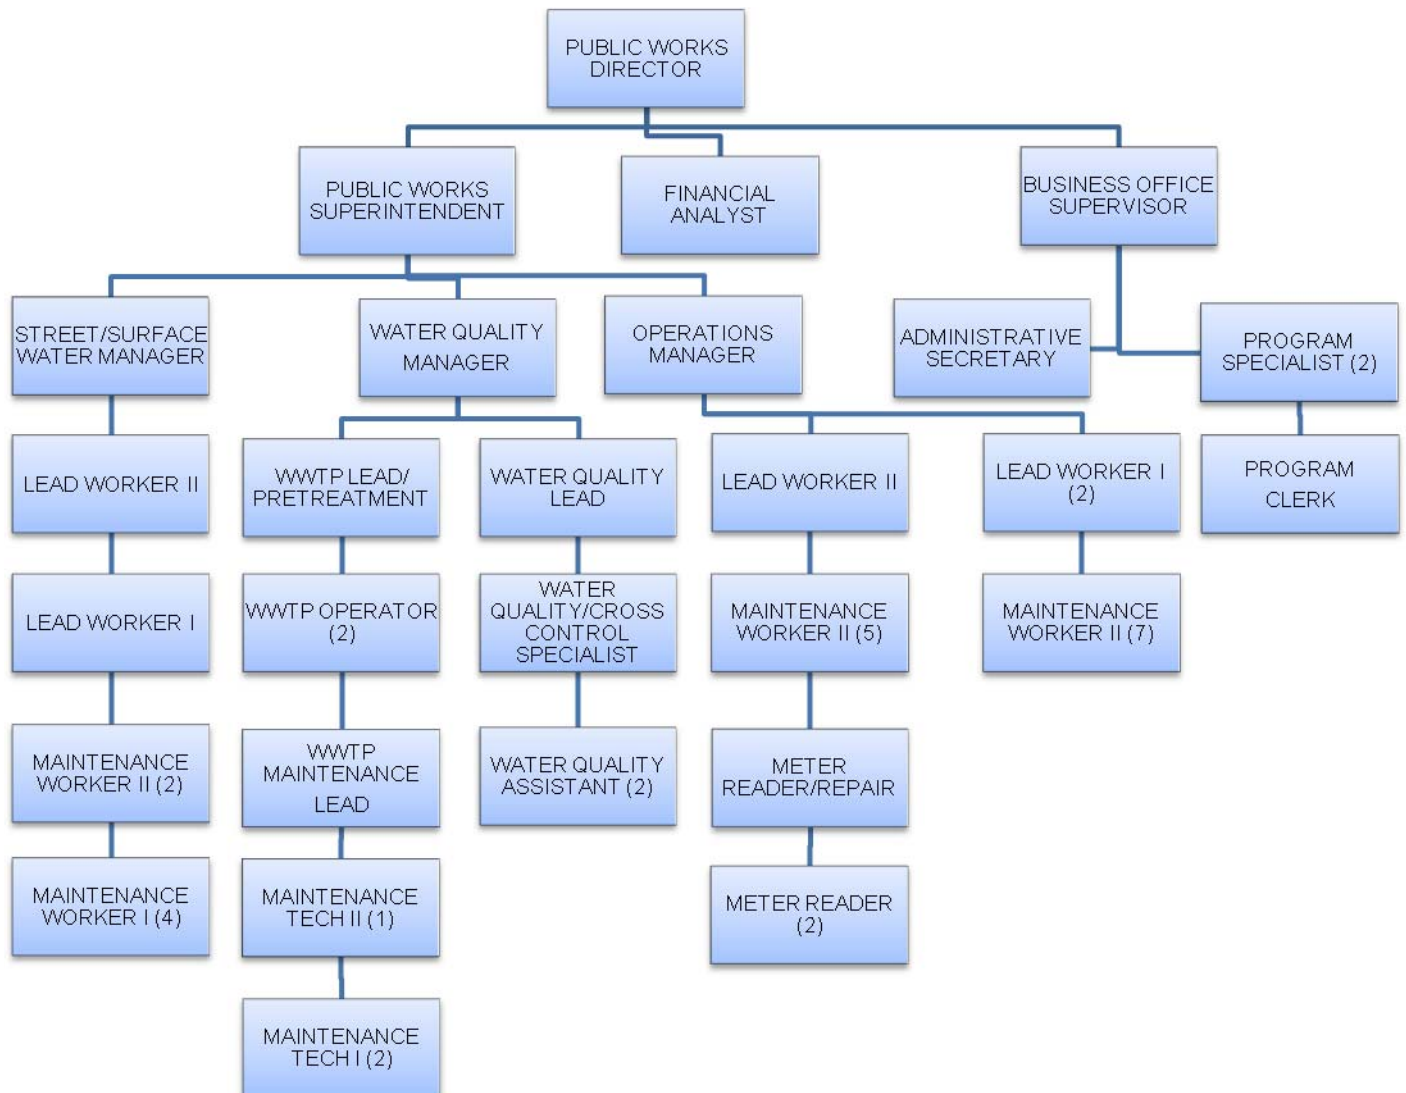 PUBLIC WORKS
DIRECTOR
PUBLIC WORKS
SUPERINTENDENT
FINANCIAL
ANALYST
BUSINESS OFFICE
SUPERVISOR
STREET/SURFACE
WATER MANAGER
WATER QUALITY
MANAGER
OPERATIONS
MANAGER
ADMINISTRATIVE
SECRETARY
PROGRAM
SPECIALIST (2)
LEAD WORKER II
WWTP LEAD/
PRETREATMENT
WATER QUALITY
LEAD
LEAD WORKER II
LEAD WORKER I
(2)
PROGRAM
CLERK
LEAD WORKER I
WWTP OPERATOR
(2)
WATER
QUALITY/CROSS
CONTROL
SPECIALIST
MAINTENANCE
WORKER II (5)
MAINTENANCE
WORKER II (7)
MAINTENANCE
WORKER II (2)
WWTP
MAINTENANCE
LEAD
WATER QUALITY
ASSISTANT (2)
METER
READER/REPAIR
MAINTENANCE
WORKER I (4)
MAINTENANCE
TECH II (1)
METER READER
(2)
MAINTENANCE
TECH I (2)